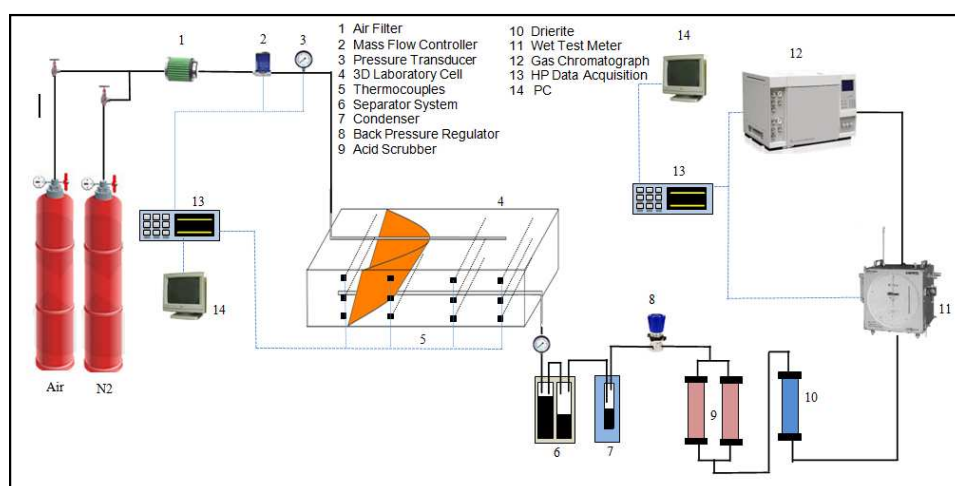 1 Air Filter
2 Mass Flow Controller
3 Pressure Transducer
4 3D Laboratory Cell
5 Thermocouples
6 Separator System
7 Condenser
8 Back Pressure Regulator
9 Acid Scrubber
10 Drierite
11 Wet Test Meter
12 Gas Chromatograph
13 HP Data Acquisition
14 PC
1
2
3
14
12
13
4
13
14
5
11
8
6
7
9
10
Air
N2